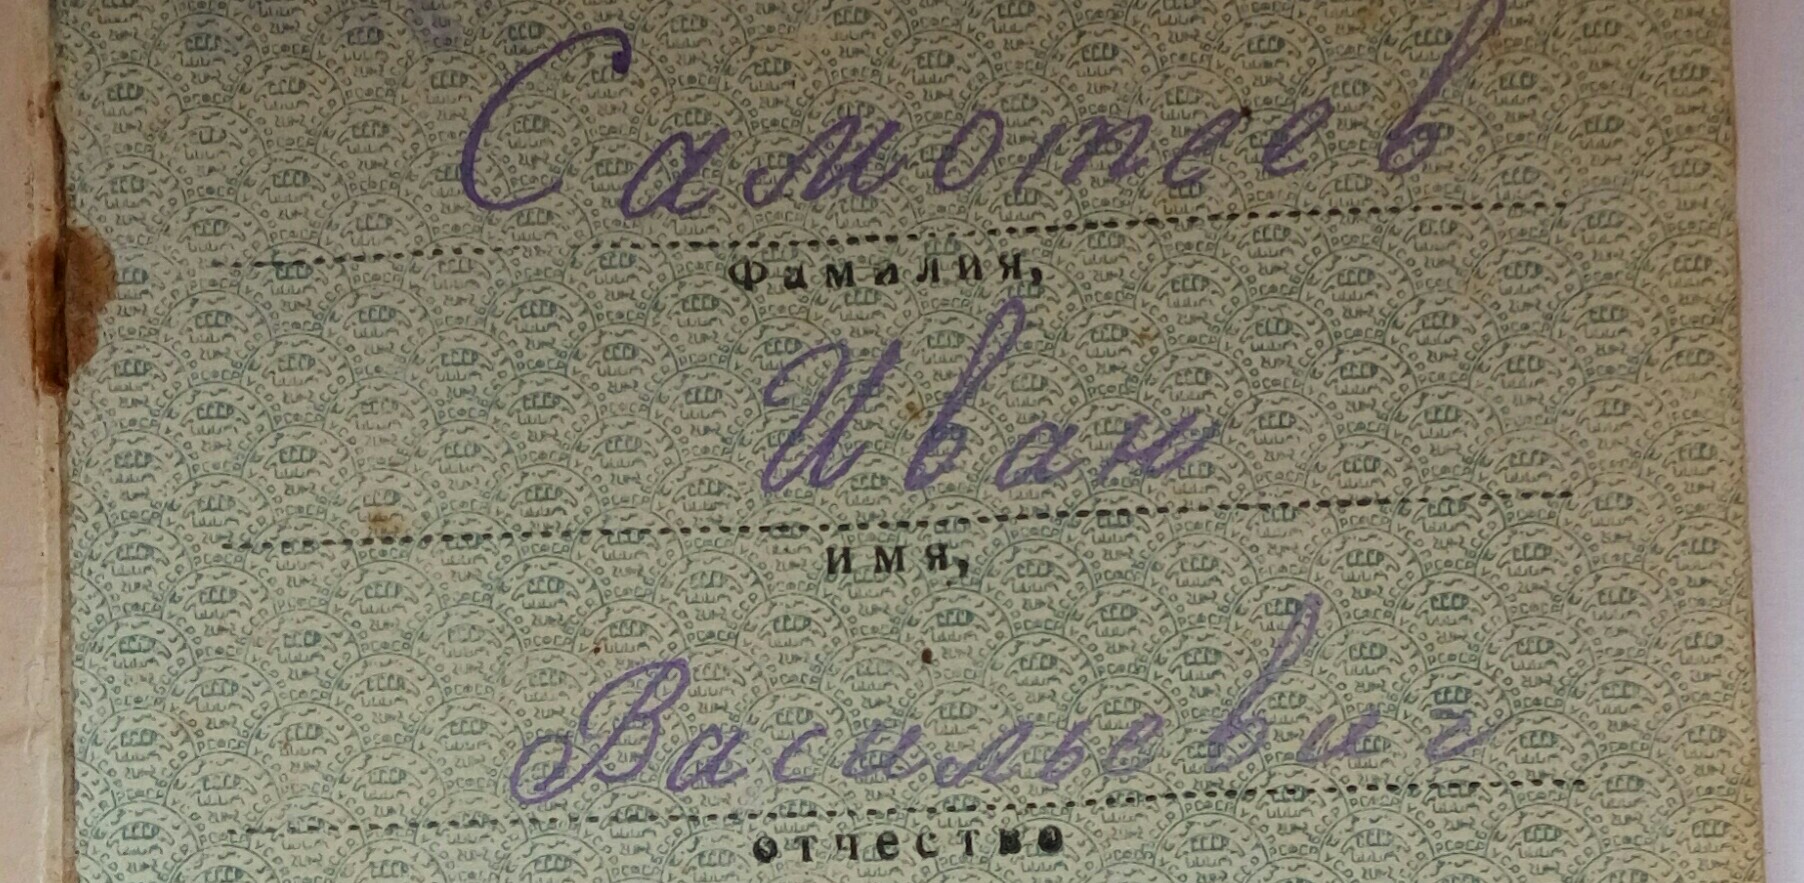 Самотеев
Фамилия,
Иван
имя,
Васильевич
отчество